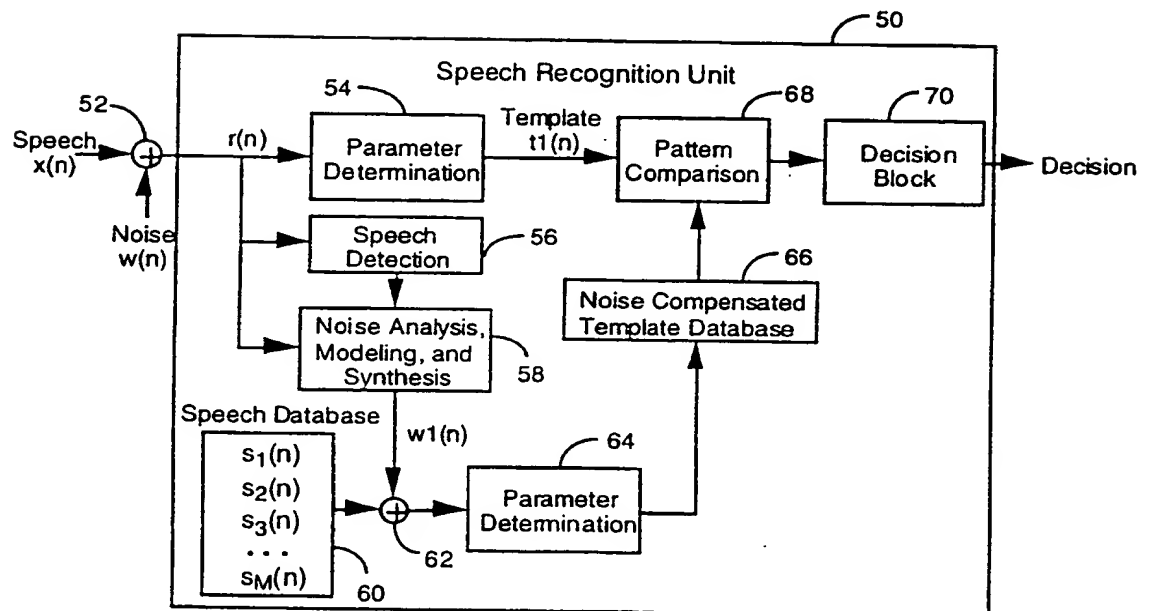 50
Speech Recognition Unit
52
54
68
70
Speech
x(n)
r(n)
Parameter
Determination
Template
t1(n)
Pattern
Comparison
Decision
Block
Decision
Noise
w(n)
Speech
Detection
56
66
Noise Analysis,
Modeling, and
Synthesis
58
Noise Compensated
Template Database
Speech Database
w1(n)
64
s1(n)
s2(n)
s3(n)
...
sM(n)
60
62
Parameter
Determination